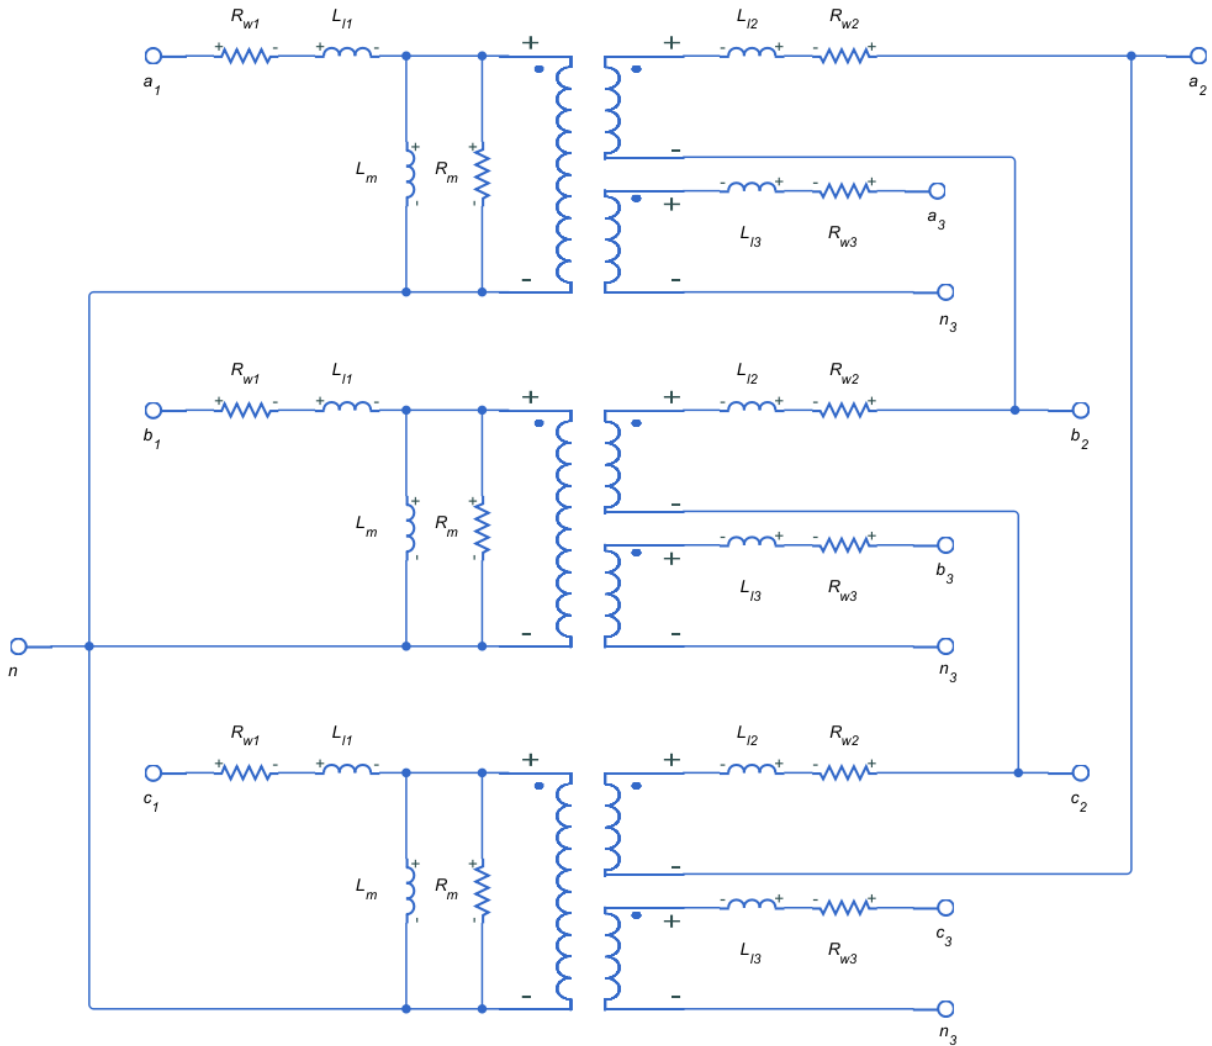 R_w1 L_l1 L_l2 R_w2
a_1 + - + - + + - + - + a_2
L_m + R_m + - - + - +
- - + L_l3 R_w3 a_3
- - n_3
R_w1 L_l1 L_l2 R_w2
b_1 + - + - + + - + - + b_2
L_m + R_m + - - + - + b_3
- - + L_l3 R_w3
- - n_3
n
R_w1 L_l1 L_l2 R_w2
c_1 + - + - + + - + - + c_2
L_m + R_m + - - + - + c_3
- - + L_l3 R_w3
- - n_3